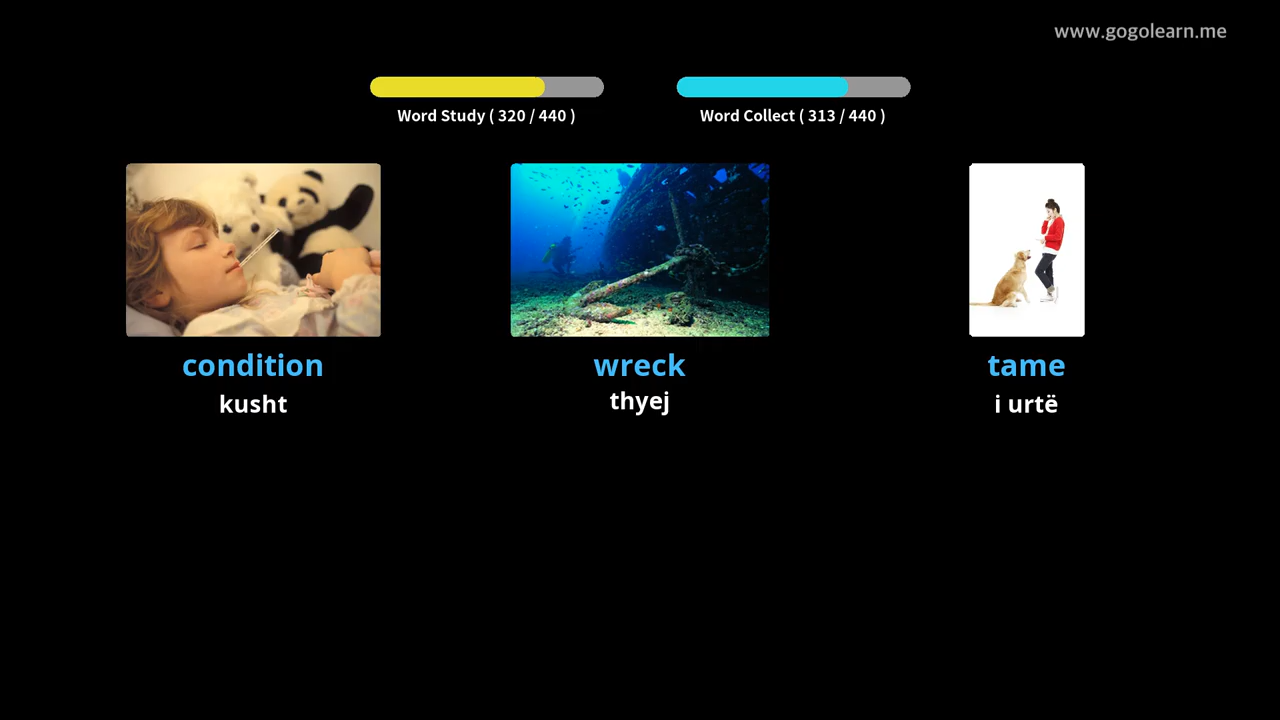 www.gogolearn.me
Word Study ( 320 / 440 )
Word Collect ( 313 / 440 )
condition
kusht
wreck
thyej
tame
i urtë